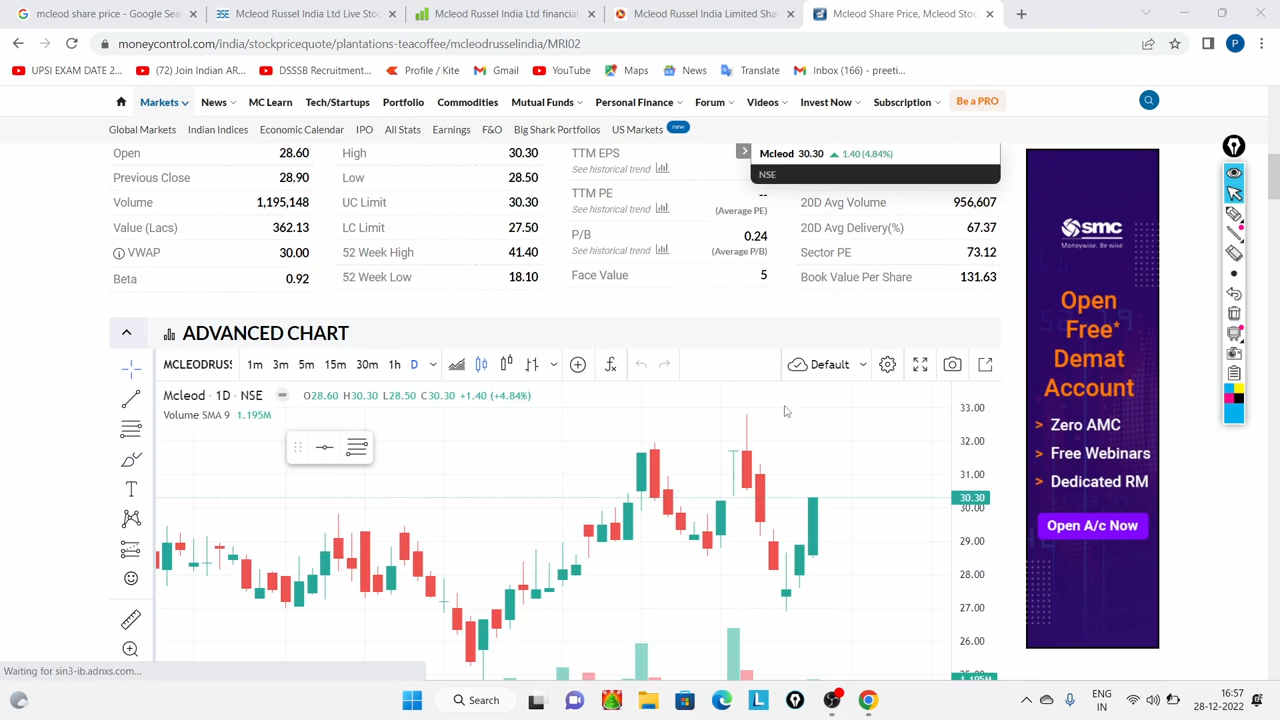 mcleod share price - Google Sear
Mcleod Russel India Ltd Live Stoc
Mcleod Russel India Ltd financial
Mcleod Russel India Limited Shar
Mcleod Share Price, Mcleod Stoc
moneycontrol.com/india/stockpricequote/plantations-teacoffee/mcleodrusselindia/MRI02
P
UPSI EXAM DATE 2... (72) Join Indian AR... DSSSB Recruitment... Profile / Kite Gmail YouTube Maps News Translate Inbox (166) - preeti...
Markets News MC Learn Tech/Startups Portfolio Commodities Mutual Funds Personal Finance Forum Videos Invest Now Subscription Be a PRO
Global Markets Indian Indices Economic Calendar IPO All Stats Earnings F&O Big Shark Portfolios US Markets new
Open 28.60 High 30.30 TTM EPS
See historical trend
Mcleod 30.30 1.40 (4.84%)
NSE
Previous Close 28.90 Low 28.50 TTM PE --
See historical trend (Average PE)
Volume 1,195,148 UC Limit 30.30 20D Avg Volume 956,607
Value (Lacs) 362.13 LC Limit 27.50 P/B 0.24 20D Avg Delivery(%) 67.37
See historical trend (Average P/B)
VWAP 30.00 52 Week High 41.40 Sector PE 73.12
Beta 0.92 52 Week Low 18.10 Face Value 5 Book Value Per Share 131.63
ADVANCED CHART
MCLEODRUSS 1m 3m 5m 15m 30m 1h D Default
Mcleod · 1D · NSE O28.60 H30.30 L28.50 C30.30 +1.40 (+4.84%)
Volume SMA 9 1.195M
33.00
32.00
31.00
30.30
30.00
29.00
28.00
27.00
26.00
25.00
1.195M
smc
Moneywise. Be wise
Open
Free*
Demat
Account
> Zero AMC
> Free Webinars
> Dedicated RM
Open A/c Now
Waiting for sin3-ib.adnxs.com...
Search
ENG
IN
16:57
28-12-2022